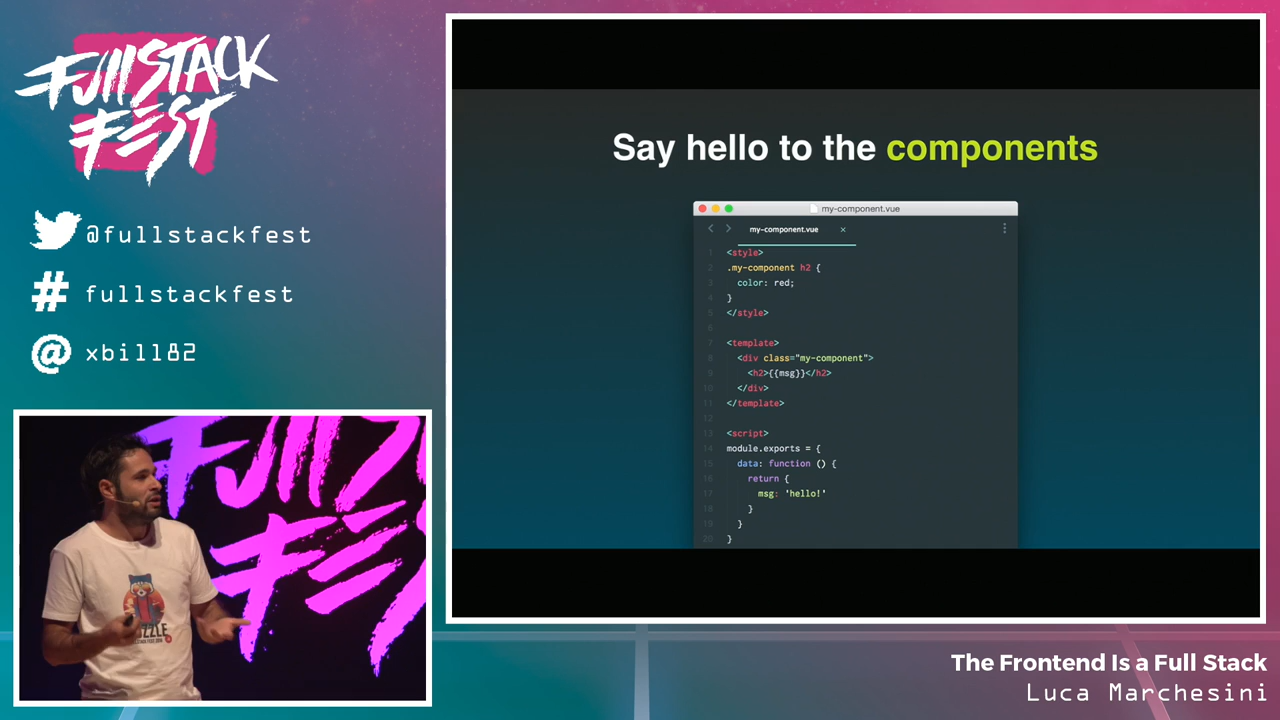 FullStack
Fest
@fullstackfest
# fullstackfest
@ xbill82
Say hello to the components
my-component.vue
my-component.vue ×
1 <style>
2 .my-component h2 {
3 color: red;
4 }
5 </style>
6
7 <template>
8 <div class="my-component">
9 <h2>{{msg}}</h2>
10 </div>
11 </template>
12
13 <script>
14 module.exports = {
15 data: function () {
16 return {
17 msg: 'hello!'
18 }
19 }
20 }
FullStack
Fest
The Frontend Is a Full Stack
Luca Marchesini